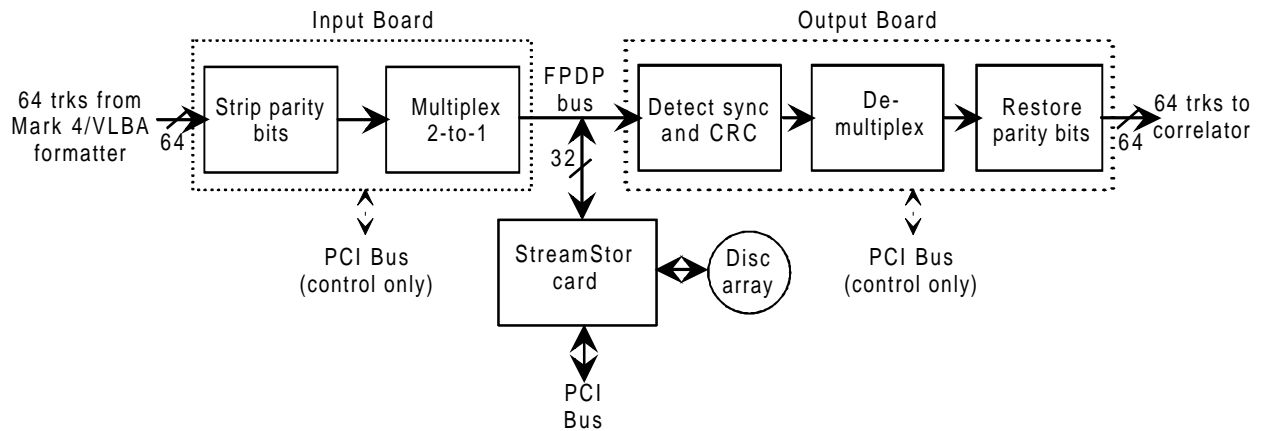 Input Board
Output Board
64 trks from
Mark 4/VLBA
formatter
64
Strip parity
bits
Multiplex
2-to-1
FPDP
bus
32
Detect sync
and CRC
De-
multiplex
Restore
parity bits
64
64 trks to
correlator
PCI Bus
(control only)
StreamStor
card
Disc
array
PCI Bus
(control only)
PCI
Bus